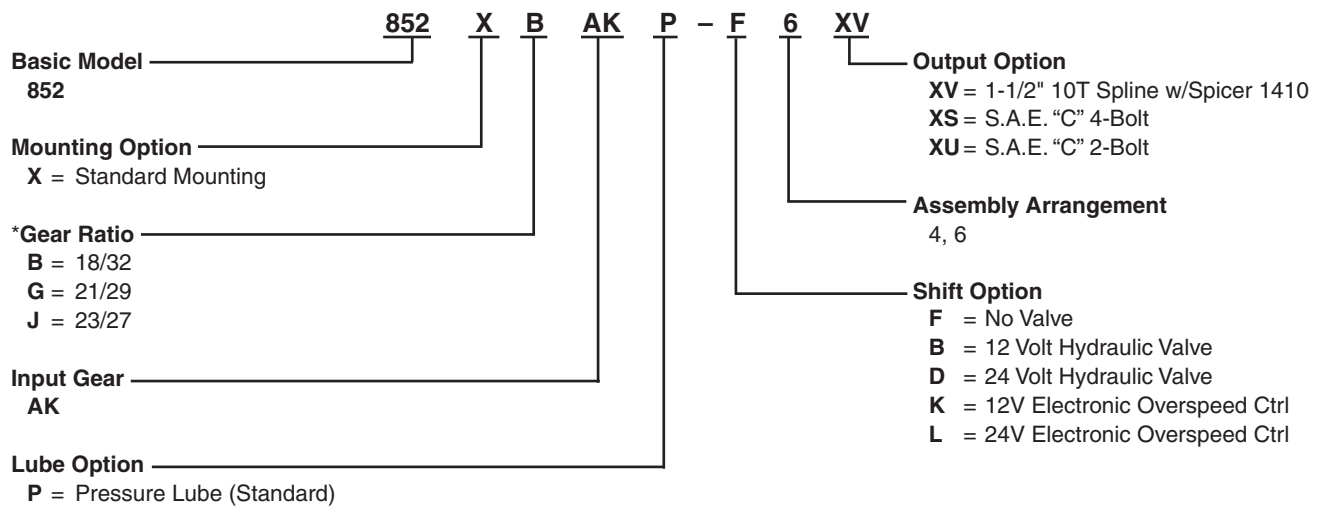 852 X B AK P – F 6 XV
Basic Model
852
Mounting Option
X = Standard Mounting
*Gear Ratio
B = 18/32
G = 21/29
J = 23/27
Input Gear
AK
Lube Option
P = Pressure Lube (Standard)
Output Option
XV = 1-1/2" 10T Spline w/Spicer 1410
XS = S.A.E. “C” 4-Bolt
XU = S.A.E. “C” 2-Bolt
Assembly Arrangement
4, 6
Shift Option
F = No Valve
B = 12 Volt Hydraulic Valve
D = 24 Volt Hydraulic Valve
K = 12V Electronic Overspeed Ctrl
L = 24V Electronic Overspeed Ctrl